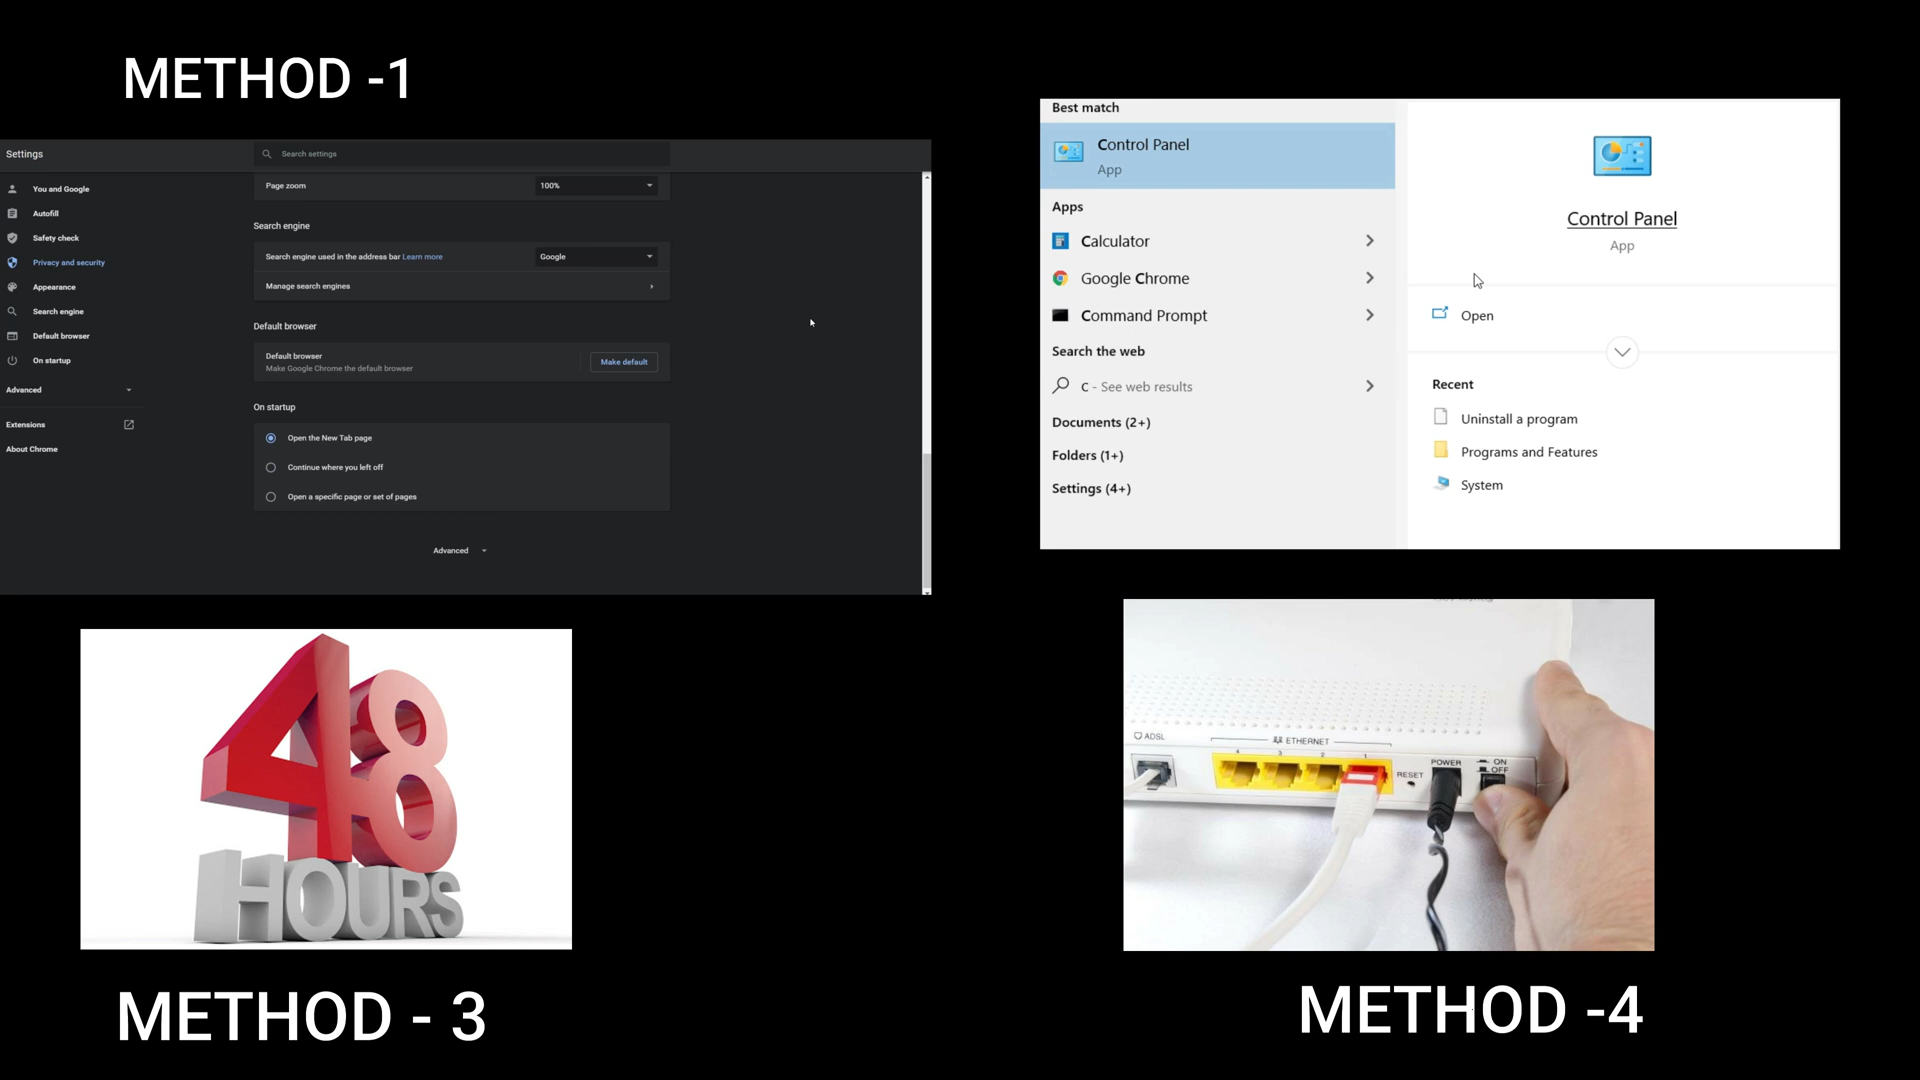 METHOD -1
Settings
Search settings
You and Google
Autofill
Safety check
Privacy and security
Appearance
Search engine
Default browser
On startup
Advanced
Extensions
About Chrome
Page zoom
100%
Search engine
Search engine used in the address bar Learn more
Google
Manage search engines
Default browser
Default browser
Make Google Chrome the default browser
Make default
On startup
Open the New Tab page
Continue where you left off
Open a specific page or set of pages
Advanced
Best match
Control Panel
App
Apps
Calculator
Google Chrome
Command Prompt
Search the web
c - See web results
Documents (2+)
Folders (1+)
Settings (4+)
Control Panel
App
Open
Recent
Uninstall a program
Programs and Features
System
48
HOURS
METHOD - 3
ADSL
ETHERNET
4 3 2 1
RESET
POWER
ON
OFF
METHOD -4